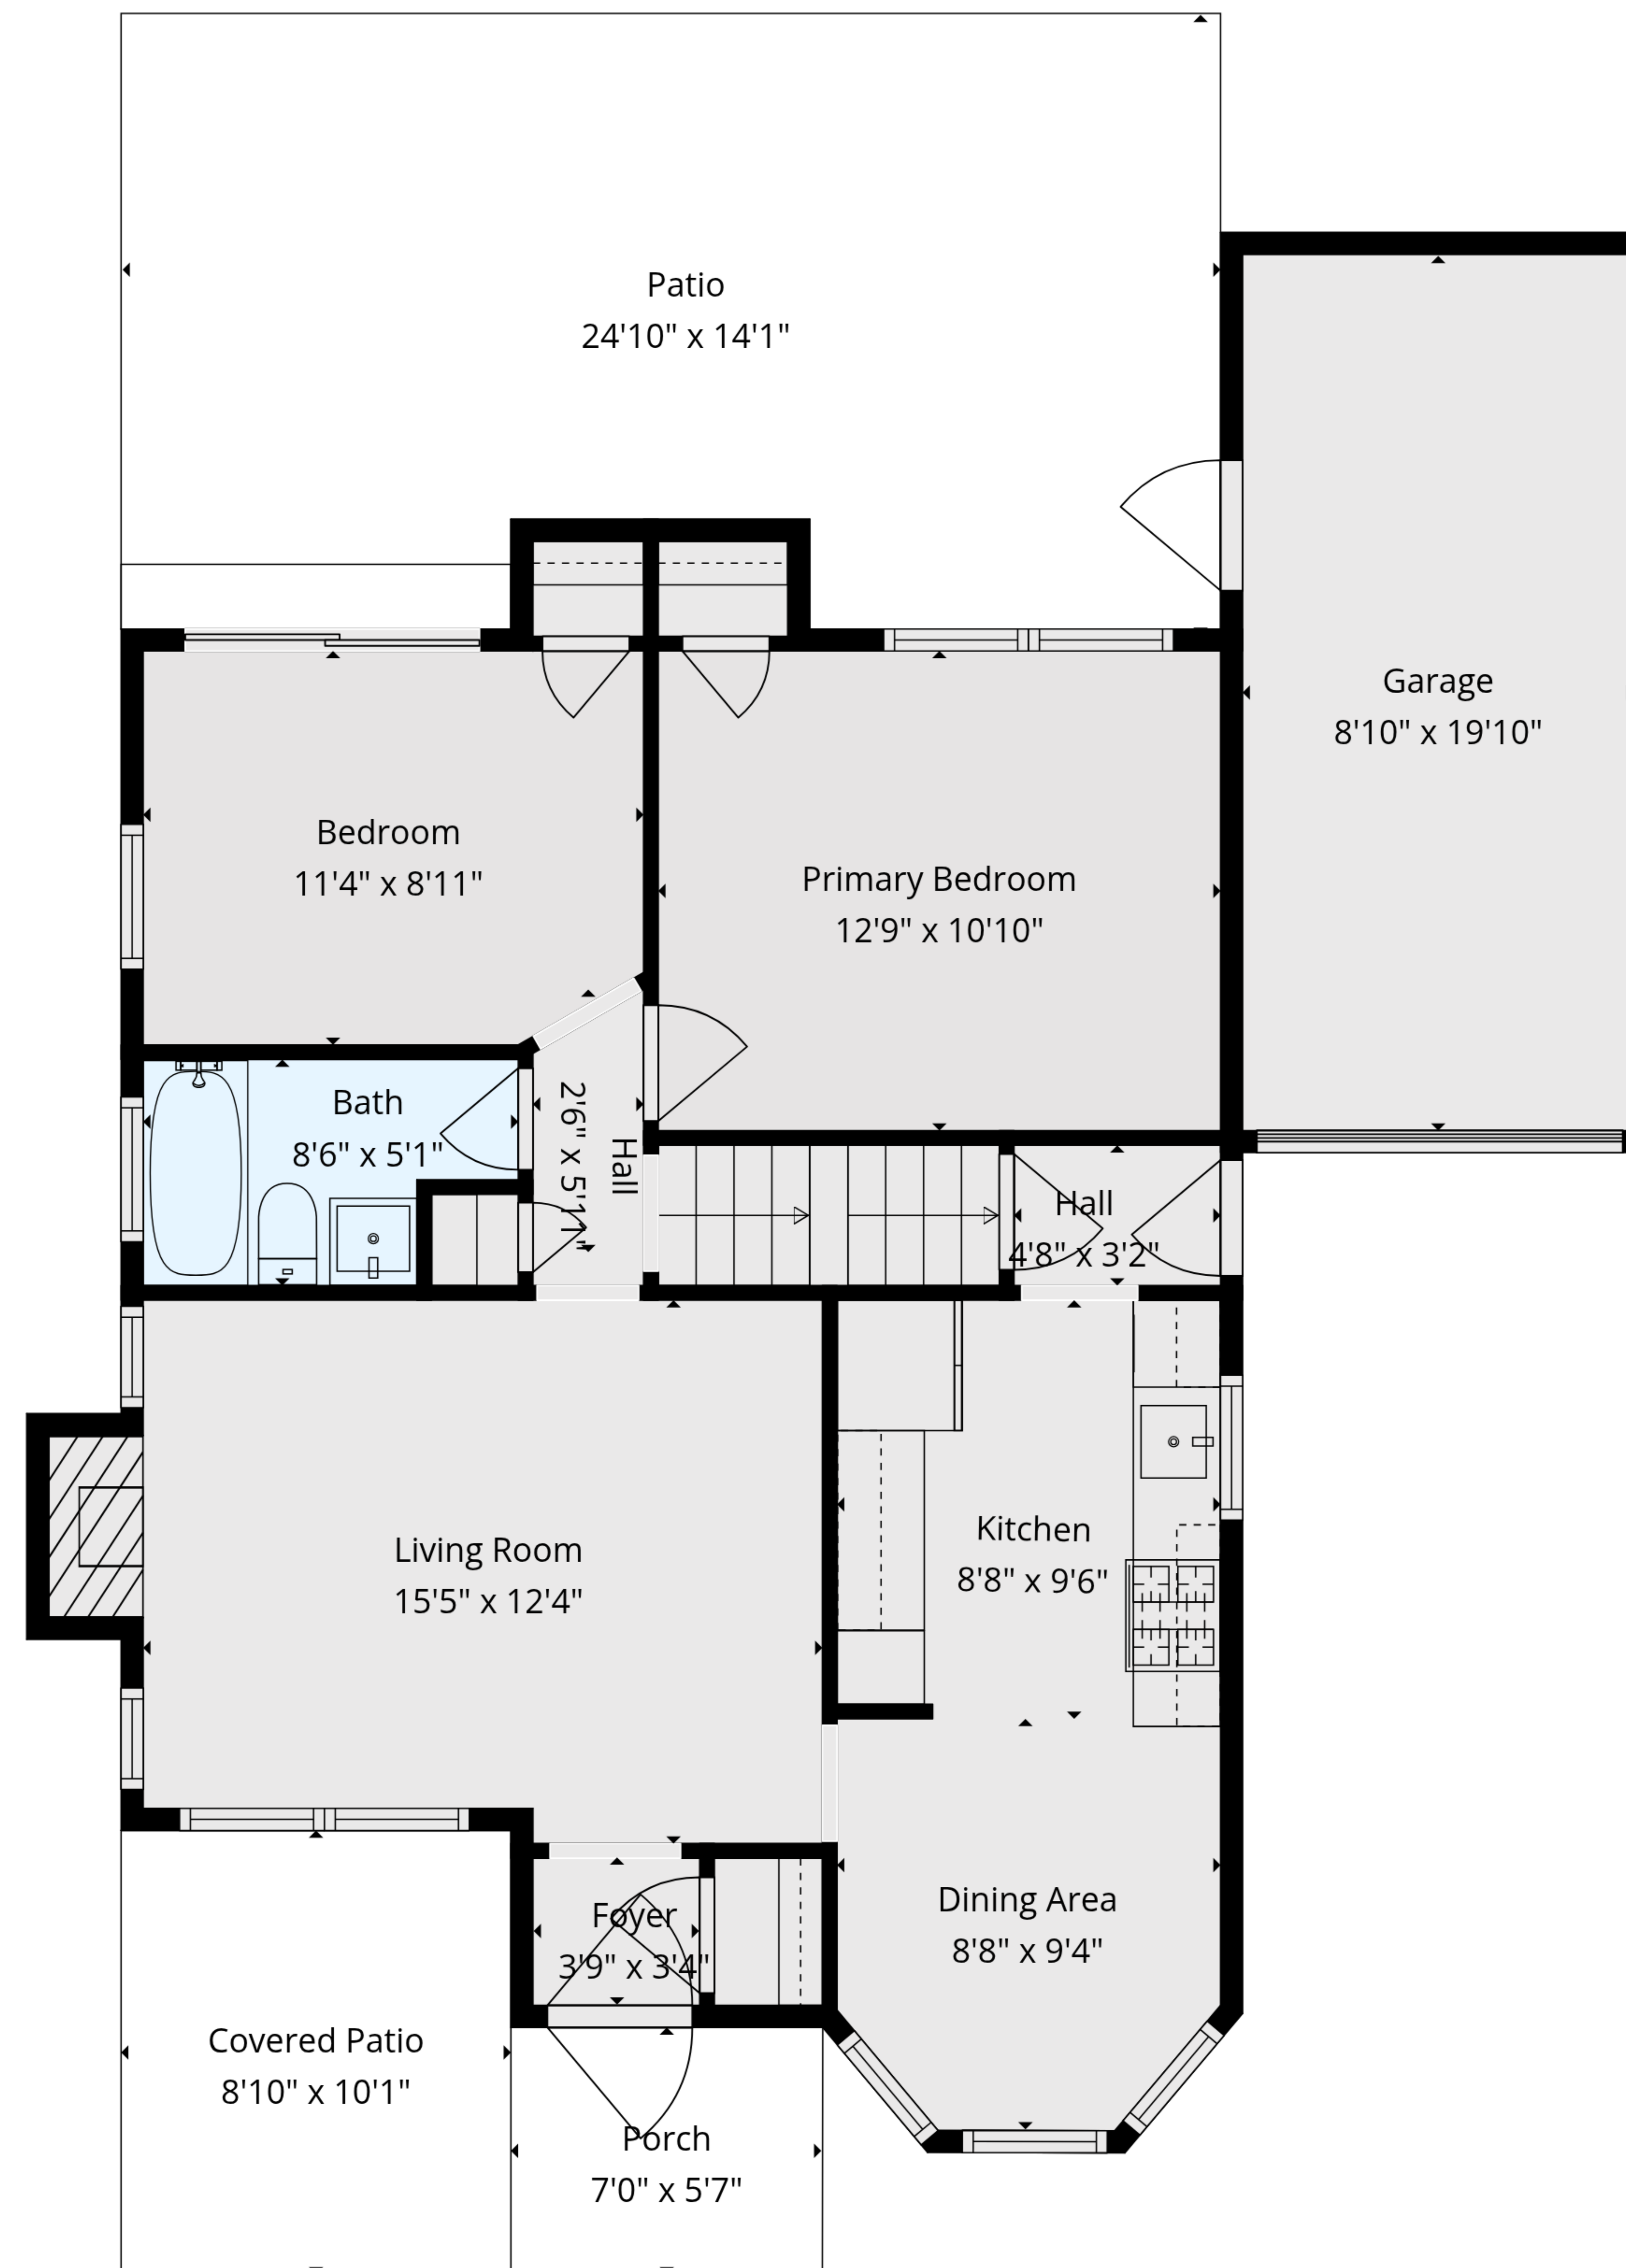 Patio
24'10" x 14'1"
Garage
8'10" x 19'10"
Bedroom
11'4" x 8'11"
Primary Bedroom
12'9" x 10'10"
Bath
8'6" x 5'1"
Hall
2'6" x 5'11"
Hall
4'8" x 3'2"
Living Room
15'5" x 12'4"
Kitchen
8'8" x 9'6"
Foyer
3'9" x 3'4"
Dining Area
8'8" x 9'4"
Covered Patio
8'10" x 10'1"
Porch
7'0" x 5'7"